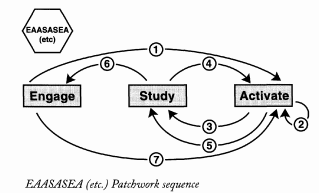 EAASASEA
(etc)
1
6
4
Engage
Study
Activate
2
3
5
7
EAASASEA (etc.) Patchwork sequence